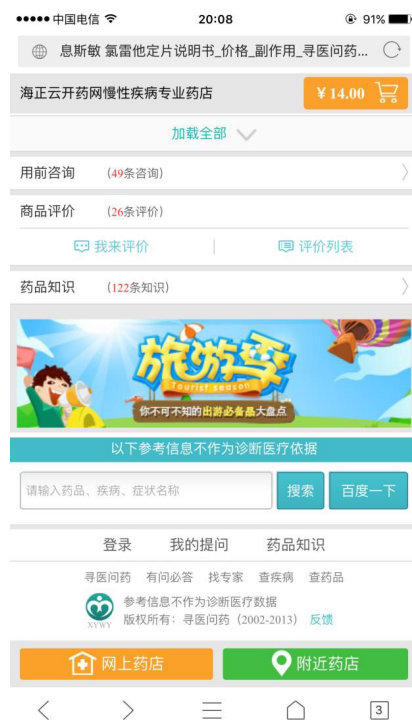 中国电信 20:08 91%
息斯敏 氯雷他定片说明书_价格_副作用_寻医问药...
海正云开药网慢性疾病专业药店 ¥14.00
加载全部
用前咨询 (49条咨询)
商品评价 (26条评价)
我来评价 评价列表
药品知识 (122条知识)
旅游季
tourist season
你不可不知的出游必备品大盘点
以下参考信息不作为诊断医疗依据
请输入药品、疾病、症状名称 搜索 百度一下
登录 我的提问 药品知识
寻医问药 有问必答 找专家 查疾病 查药品
参考信息不作为诊断医疗数据
XYWY 版权所有：寻医问药（2002-2013） 反馈
网上药店 附近药店
3